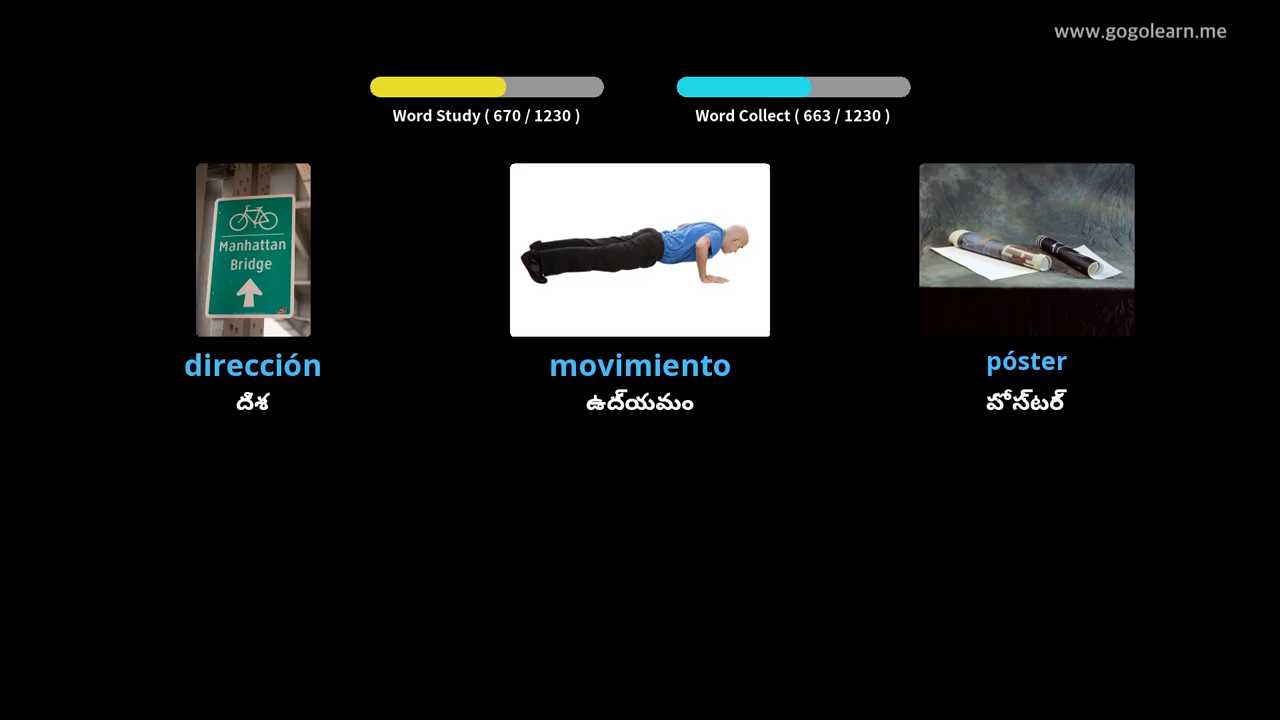 www.gogolearn.me
Word Study ( 670 / 1230 )
Word Collect ( 663 / 1230 )
Manhattan
Bridge
dirección
movimiento
póster
దిశ
ఉద్‌యమం
పోస్‌టర్